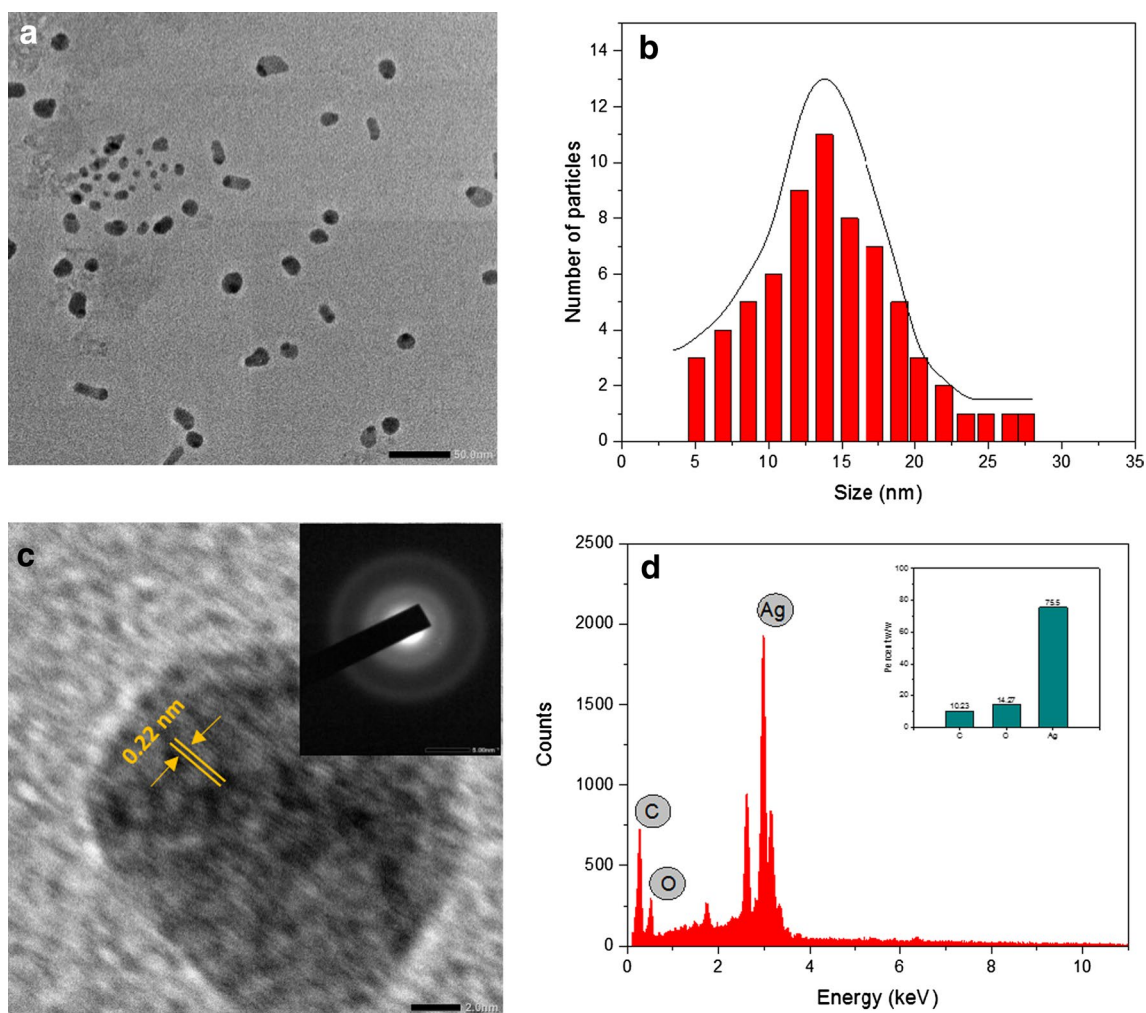 a
50.0nm
b
Number of particles
14
12
10
8
6
4
2
0
0 5 10 15 20 25 30 35
Size (nm)
c
0.22 nm
2.0nm
d
Counts
2500
2000
1500
1000
500
0
0 2 4 6 8 10
Energy (keV)
Ag
C
O
Percent w/w
100
80
60
40
20
0
10.23 14.27 75.5
C O Ag